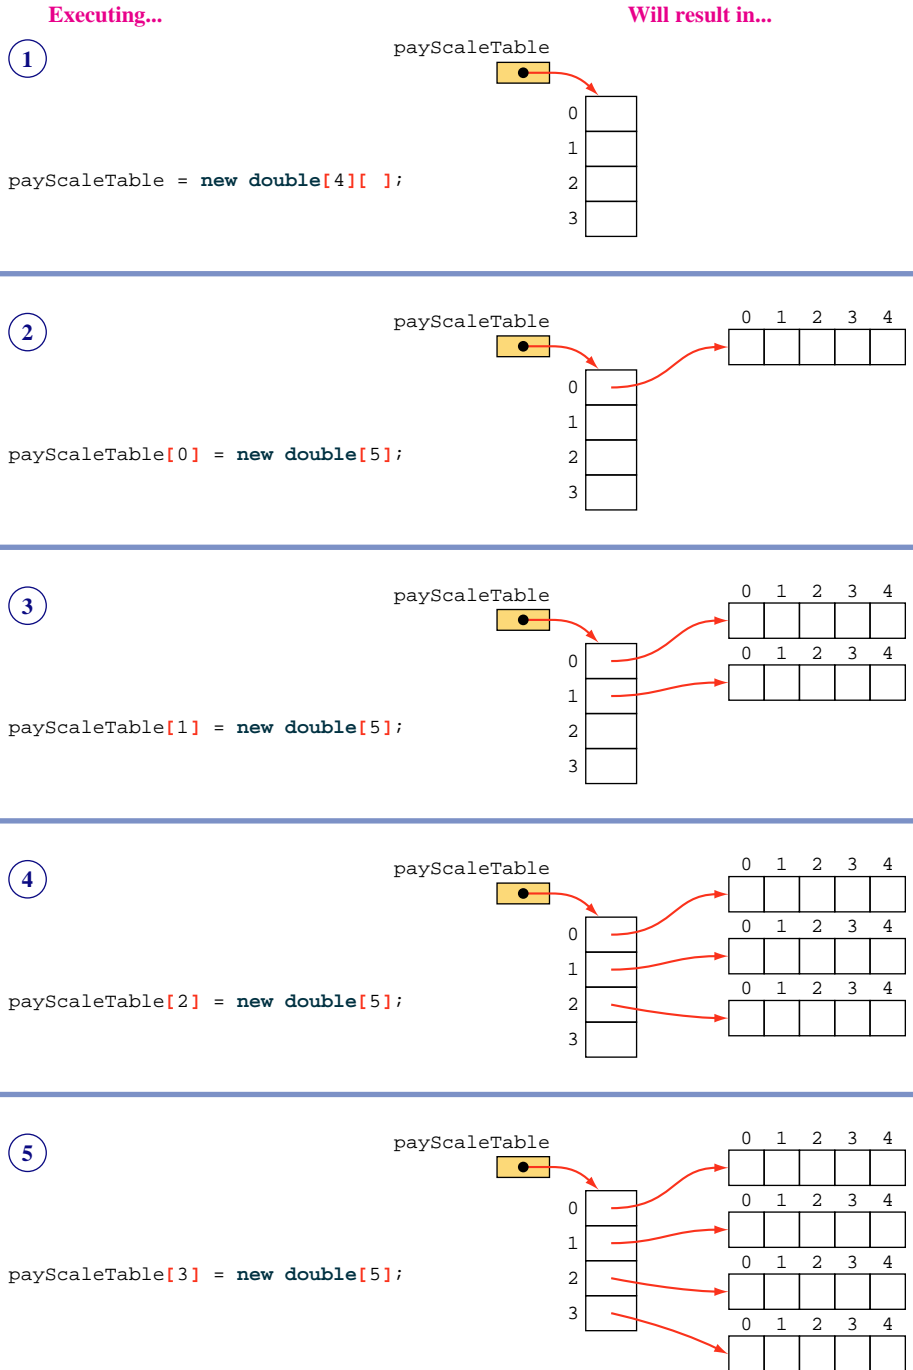 Executing... Will result in...
1
payScaleTable
0
1
payScaleTable = new double[4][ ];
2
3
2
payScaleTable
0 1 2 3 4
0
1
payScaleTable[0] = new double[5];
2
3
3
payScaleTable
0 1 2 3 4
0 1 2 3 4
0
1
payScaleTable[1] = new double[5];
2
3
4
payScaleTable
0 1 2 3 4
0 1 2 3 4
0
1
0 1 2 3 4
payScaleTable[2] = new double[5];
2
3
5
payScaleTable
0 1 2 3 4
0 1 2 3 4
0
1
0 1 2 3 4
payScaleTable[3] = new double[5];
2
3
0 1 2 3 4